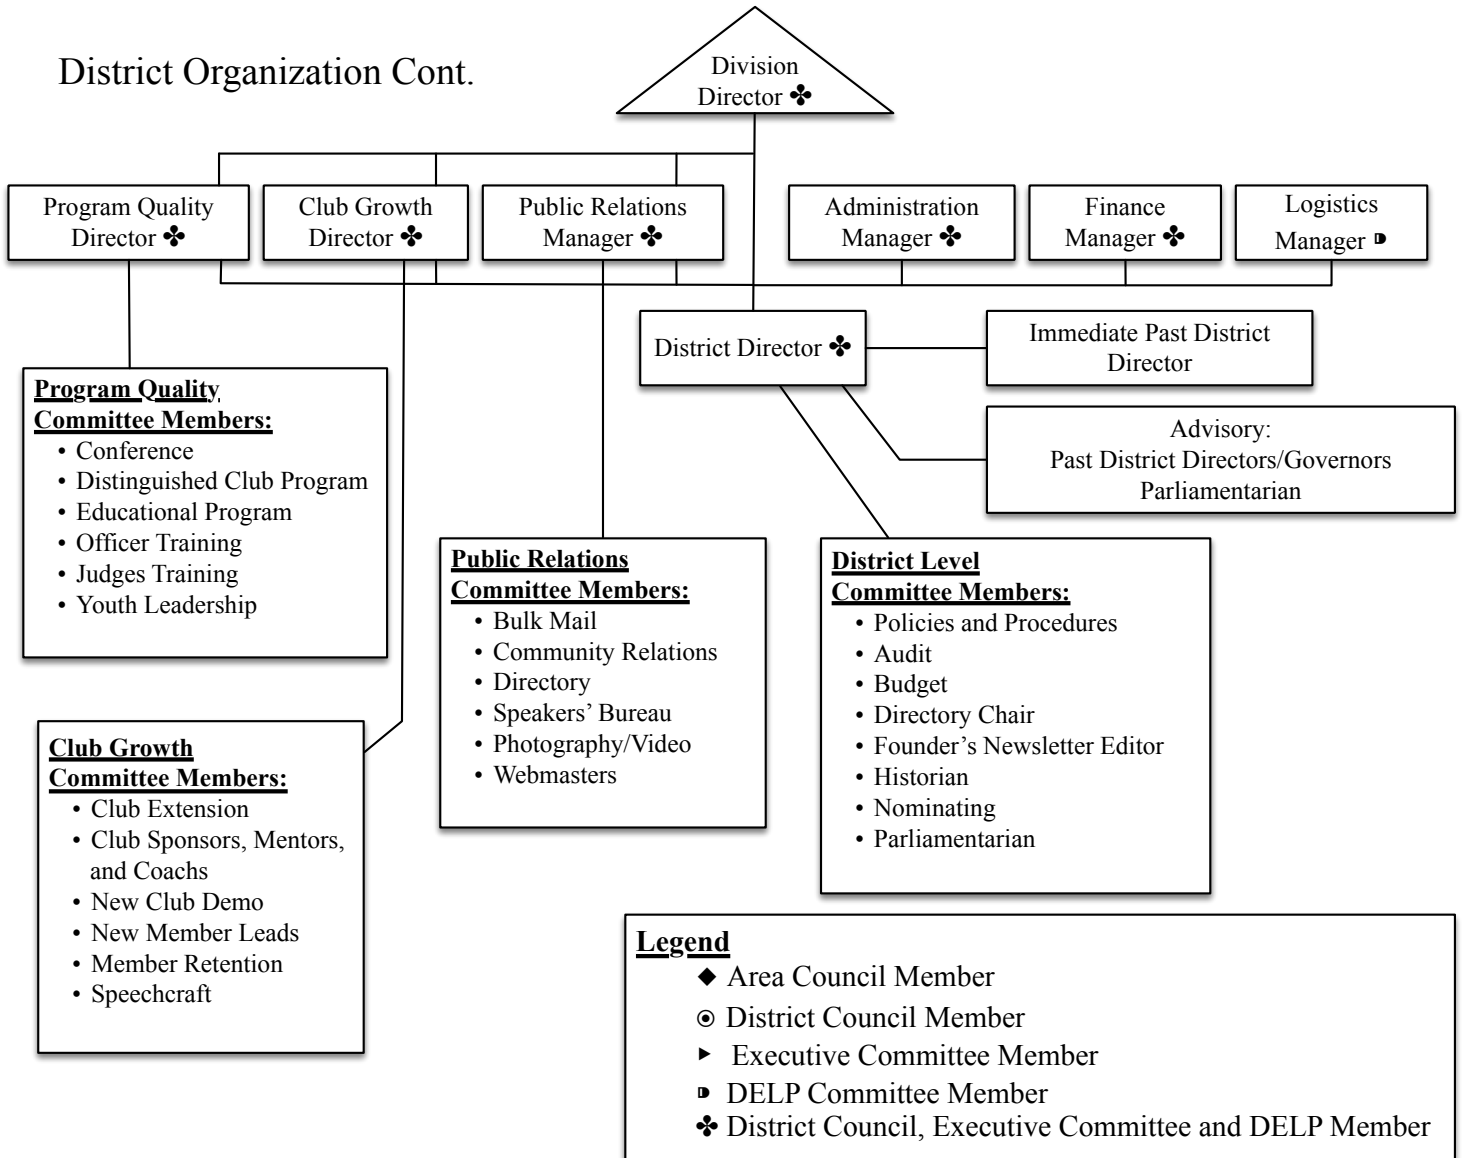 District Organization Cont.
Division
Director ✤
Program Quality
Director ✤
Club Growth
Director ✤
Public Relations
Manager ✤
Administration
Manager ✤
Finance
Manager ✤
Logistics
Manager ◘
District Director ✤
Immediate Past District
Director
Advisory:
Past District Directors/Governors
Parliamentarian
Program Quality
Committee Members:
• Conference
• Distinguished Club Program
• Educational Program
• Officer Training
• Judges Training
• Youth Leadership
Club Growth
Committee Members:
• Club Extension
• Club Sponsors, Mentors,
and Coachs
• New Club Demo
• New Member Leads
• Member Retention
• Speechcraft
Public Relations
Committee Members:
• Bulk Mail
• Community Relations
• Directory
• Speakers’ Bureau
• Photography/Video
• Webmasters
District Level
Committee Members:
• Policies and Procedures
• Audit
• Budget
• Directory Chair
• Founder’s Newsletter Editor
• Historian
• Nominating
• Parliamentarian
Legend
◆ Area Council Member
◉ District Council Member
▶ Executive Committee Member
◘ DELP Committee Member
✤ District Council, Executive Committee and DELP Member